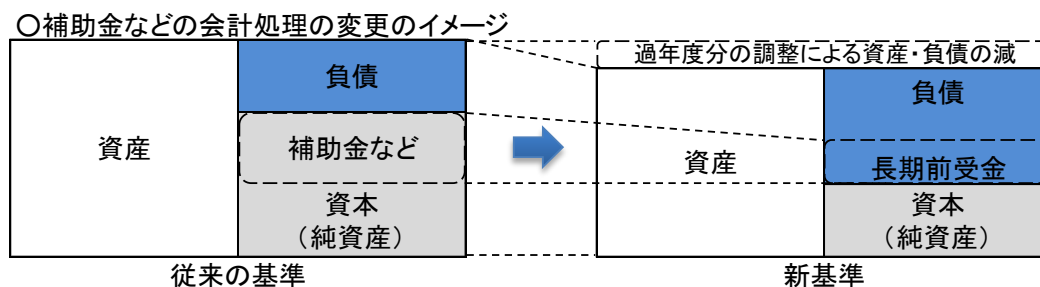 〇補助金などの会計処理の変更のイメージ
資産
負債
補助金など
資本
（純資産）
従来の基準
過年度分の調整による資産・負債の減
資産
負債
長期前受金
資本
（純資産）
新基準